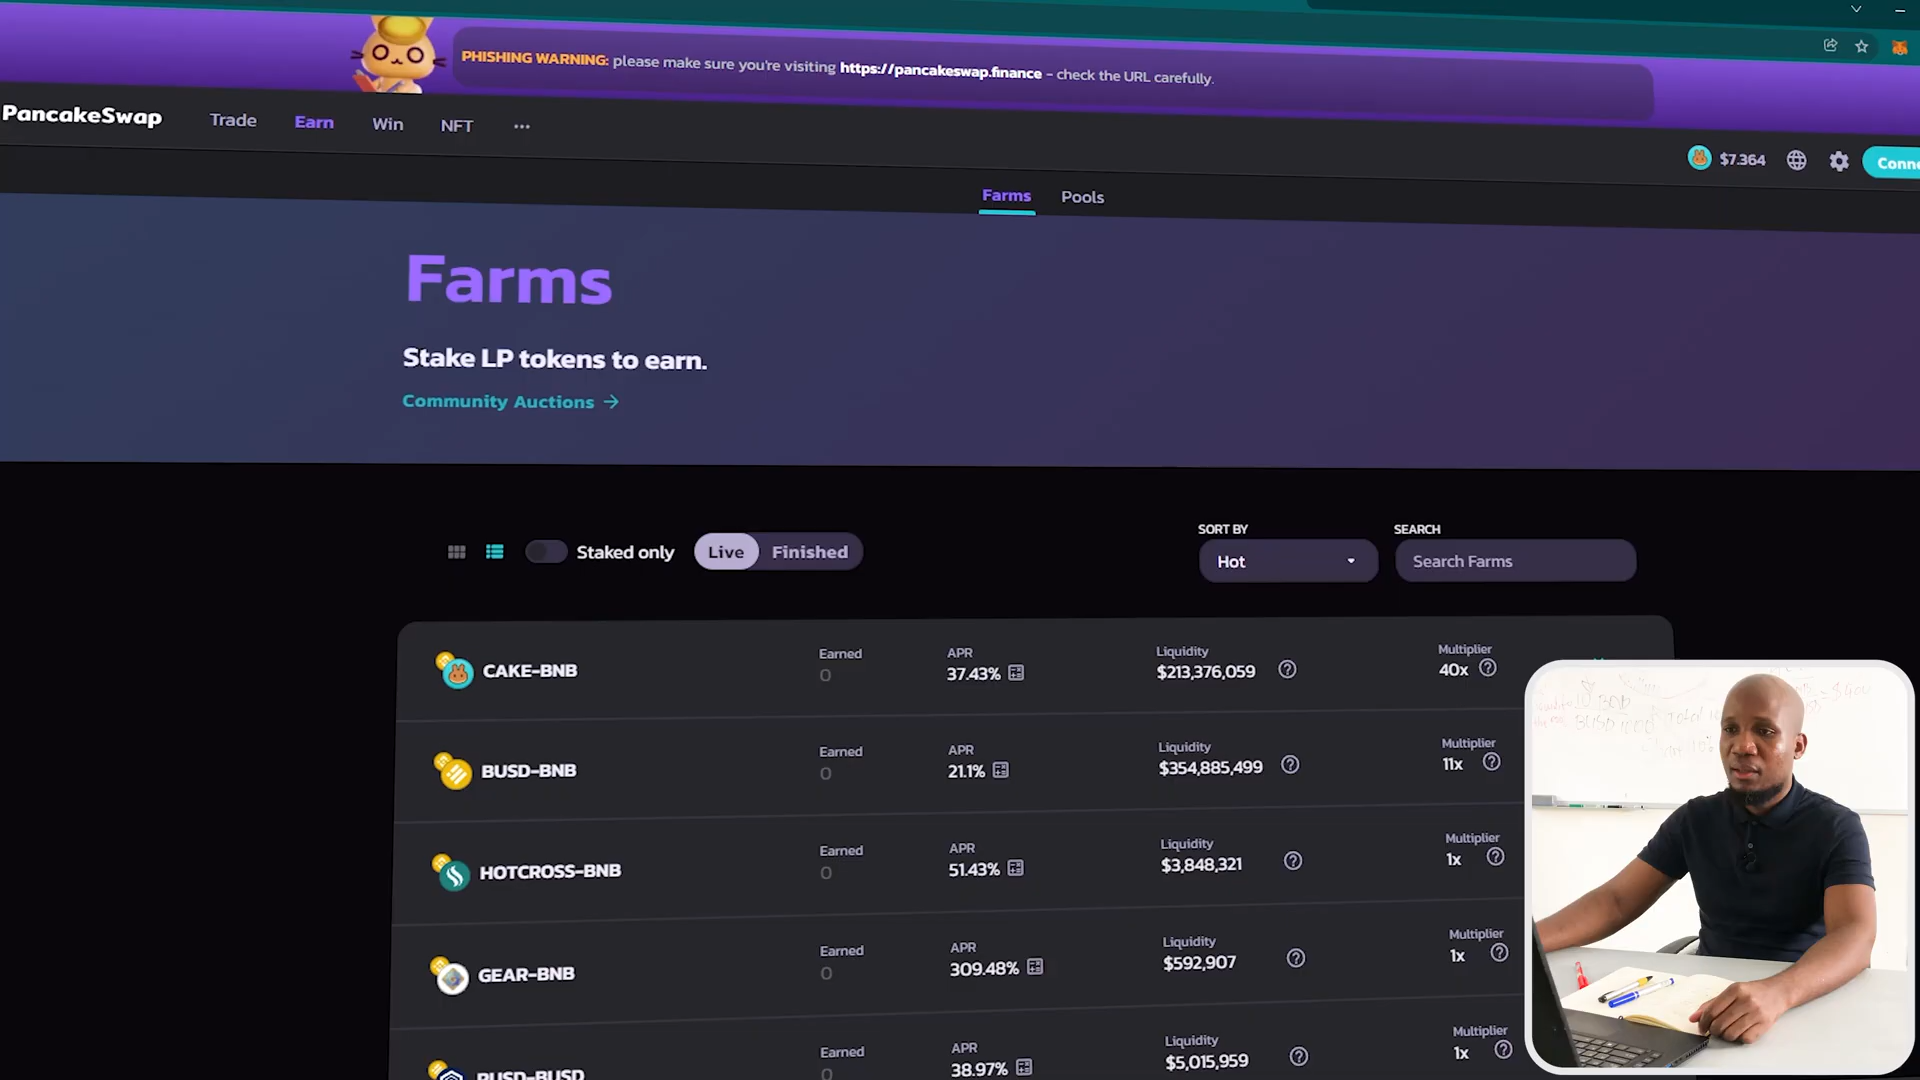 PHISHING WARNING: please make sure you're visiting https://pancakeswap.finance - check the URL carefully.
PancakeSwap
Trade
Earn
Win
NFT
$7.364
Conne
Farms
Pools
Farms
Stake LP tokens to earn.
Community Auctions
Staked only
Live
Finished
SORT BY
Hot
SEARCH
Search Farms
CAKE-BNB
Earned
0
APR
37.43%
Liquidity
$213,376,059
Multiplier
40x
BUSD-BNB
Earned
0
APR
21.1%
Liquidity
$354,885,499
Multiplier
11x
HOTCROSS-BNB
Earned
0
APR
51.43%
Liquidity
$3,848,321
Multiplier
1x
GEAR-BNB
Earned
0
APR
309.48%
Liquidity
$592,907
Multiplier
1x
Earned
0
APR
38.97%
Liquidity
$5,015,959
Multiplier
1x